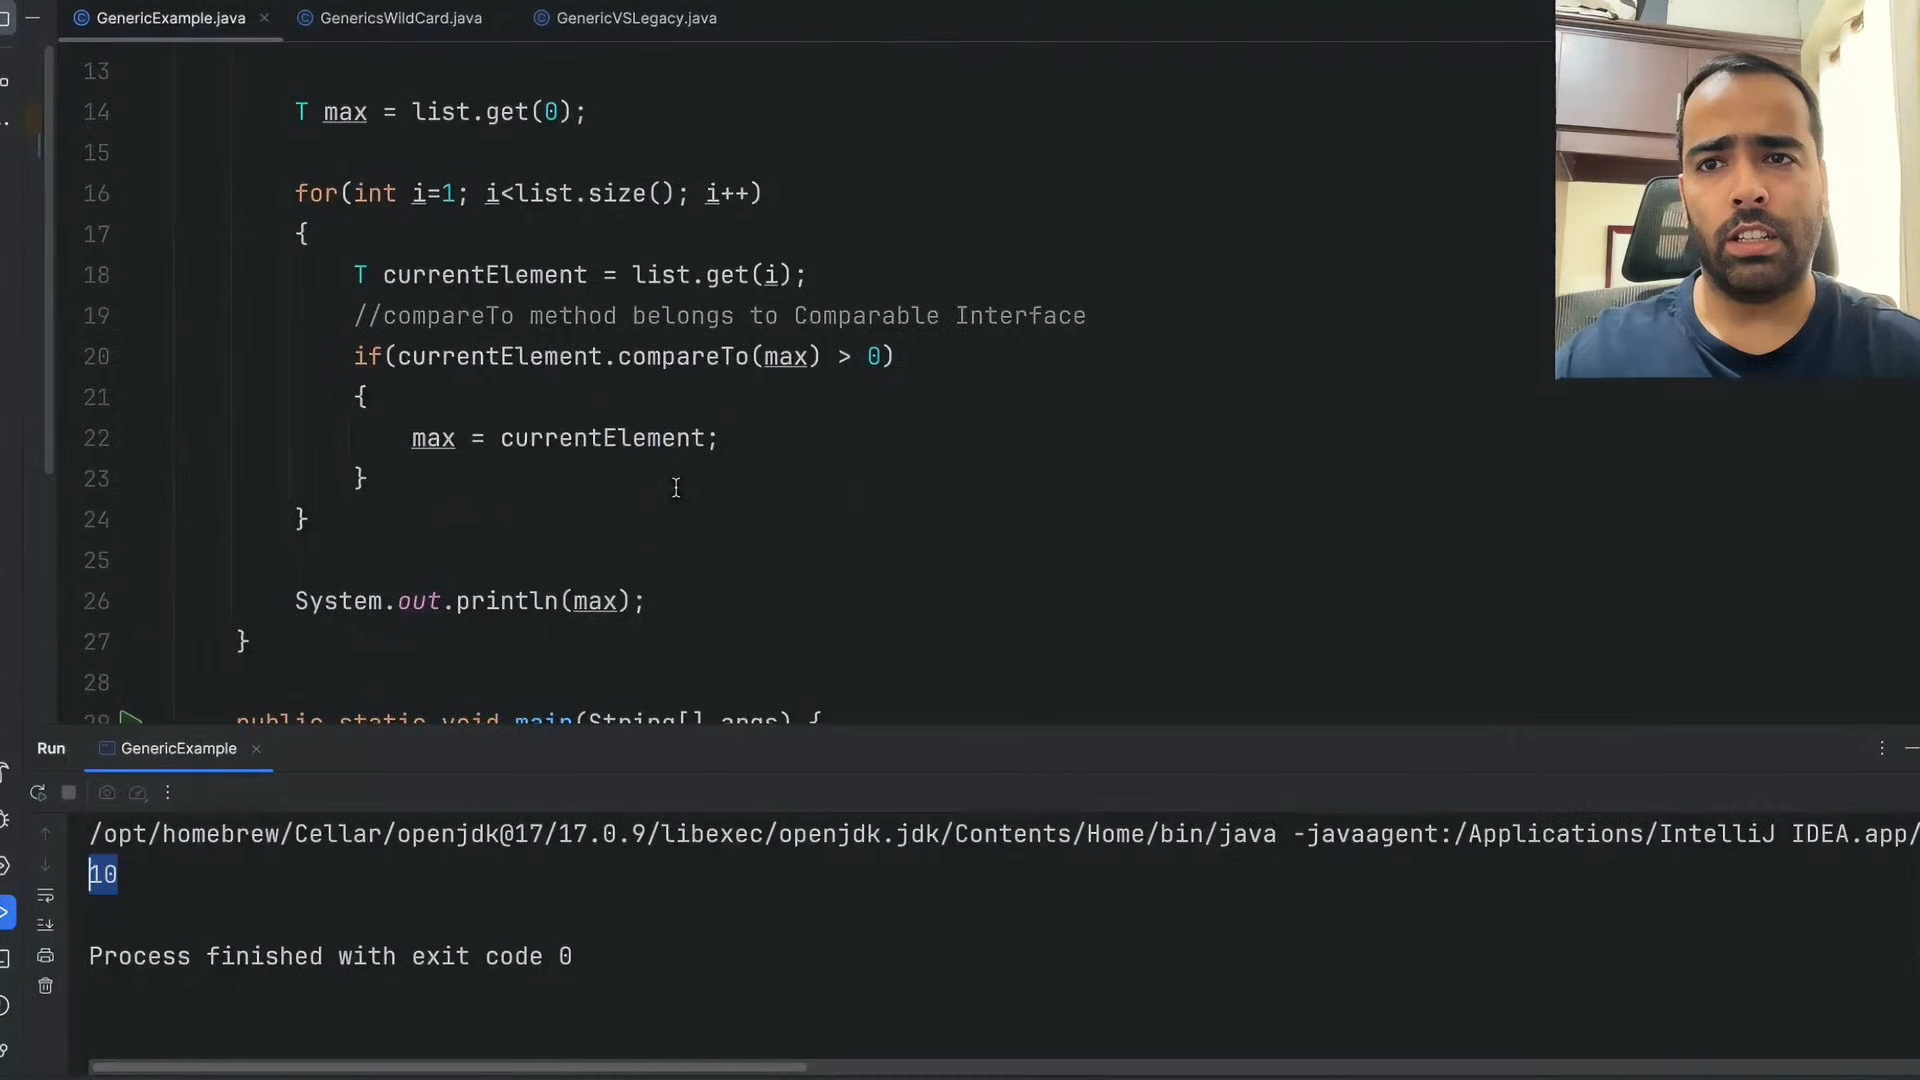 GenericExample.java GenericsWildCard.java GenericVSLegacy.java
13
14 T max = list.get(0);
15
16 for(int i=1; i<list.size(); i++)
17 {
18 T currentElement = list.get(i);
19 //compareTo method belongs to Comparable Interface
20 if(currentElement.compareTo(max) > 0)
21 {
22 max = currentElement;
23 }
24 }
25
26 System.out.println(max);
27 }
28
29 public static void main(String[] args) {
Run GenericExample
/opt/homebrew/Cellar/openjdk@17/17.0.9/libexec/openjdk.jdk/Contents/Home/bin/java -javaagent:/Applications/IntelliJ IDEA.app/
10
Process finished with exit code 0